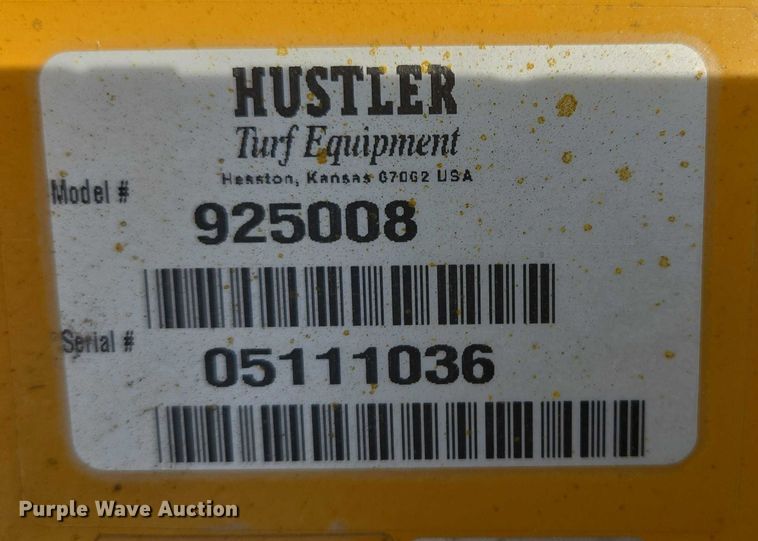 HUSTLER
Turf Equipment
Hesston, Kansas 67062 USA
Model #
925008
Serial #
05111036
Purple Wave Auction